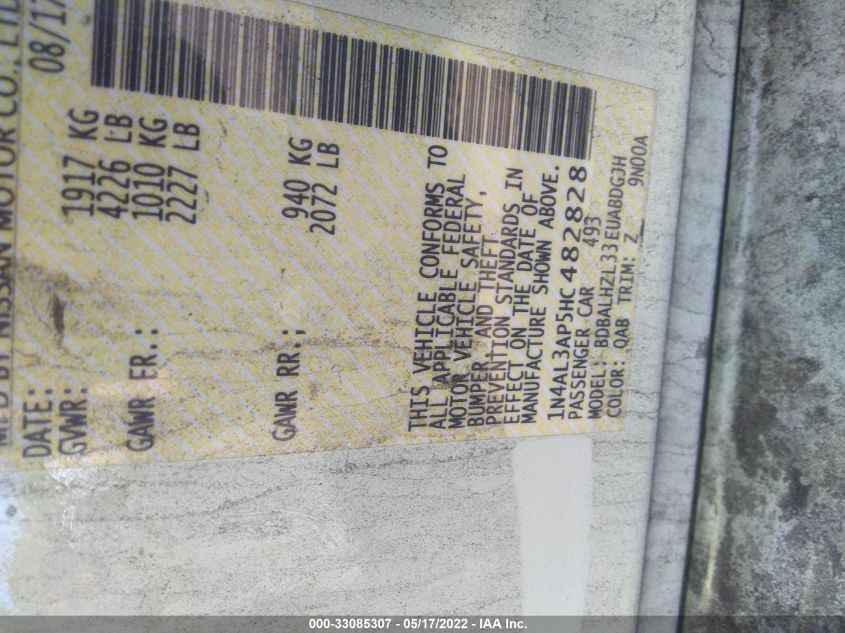 MFD BY NISSAN MOTOR CO., LTD
DATE: 08/17
GVWR: 1917 KG
4226 LB
GAWR FR.: 1010 KG
2227 LB
GAWR RR.: 940 KG
2072 LB
THIS VEHICLE CONFORMS TO
ALL APPLICABLE FEDERAL
MOTOR VEHICLE SAFETY,
BUMPER AND THEFT
PREVENTION STANDARDS IN
EFFECT ON THE DATE OF
MANUFACTURE SHOWN ABOVE.
1N4AL3AP5HC482828
PASSENGER CAR 493
MODEL: BDBALHZL33EUABDGJH
COLOR: QAB TRIM: Z 9N00A
000-33085307 - 05/17/2022 - IAA Inc.